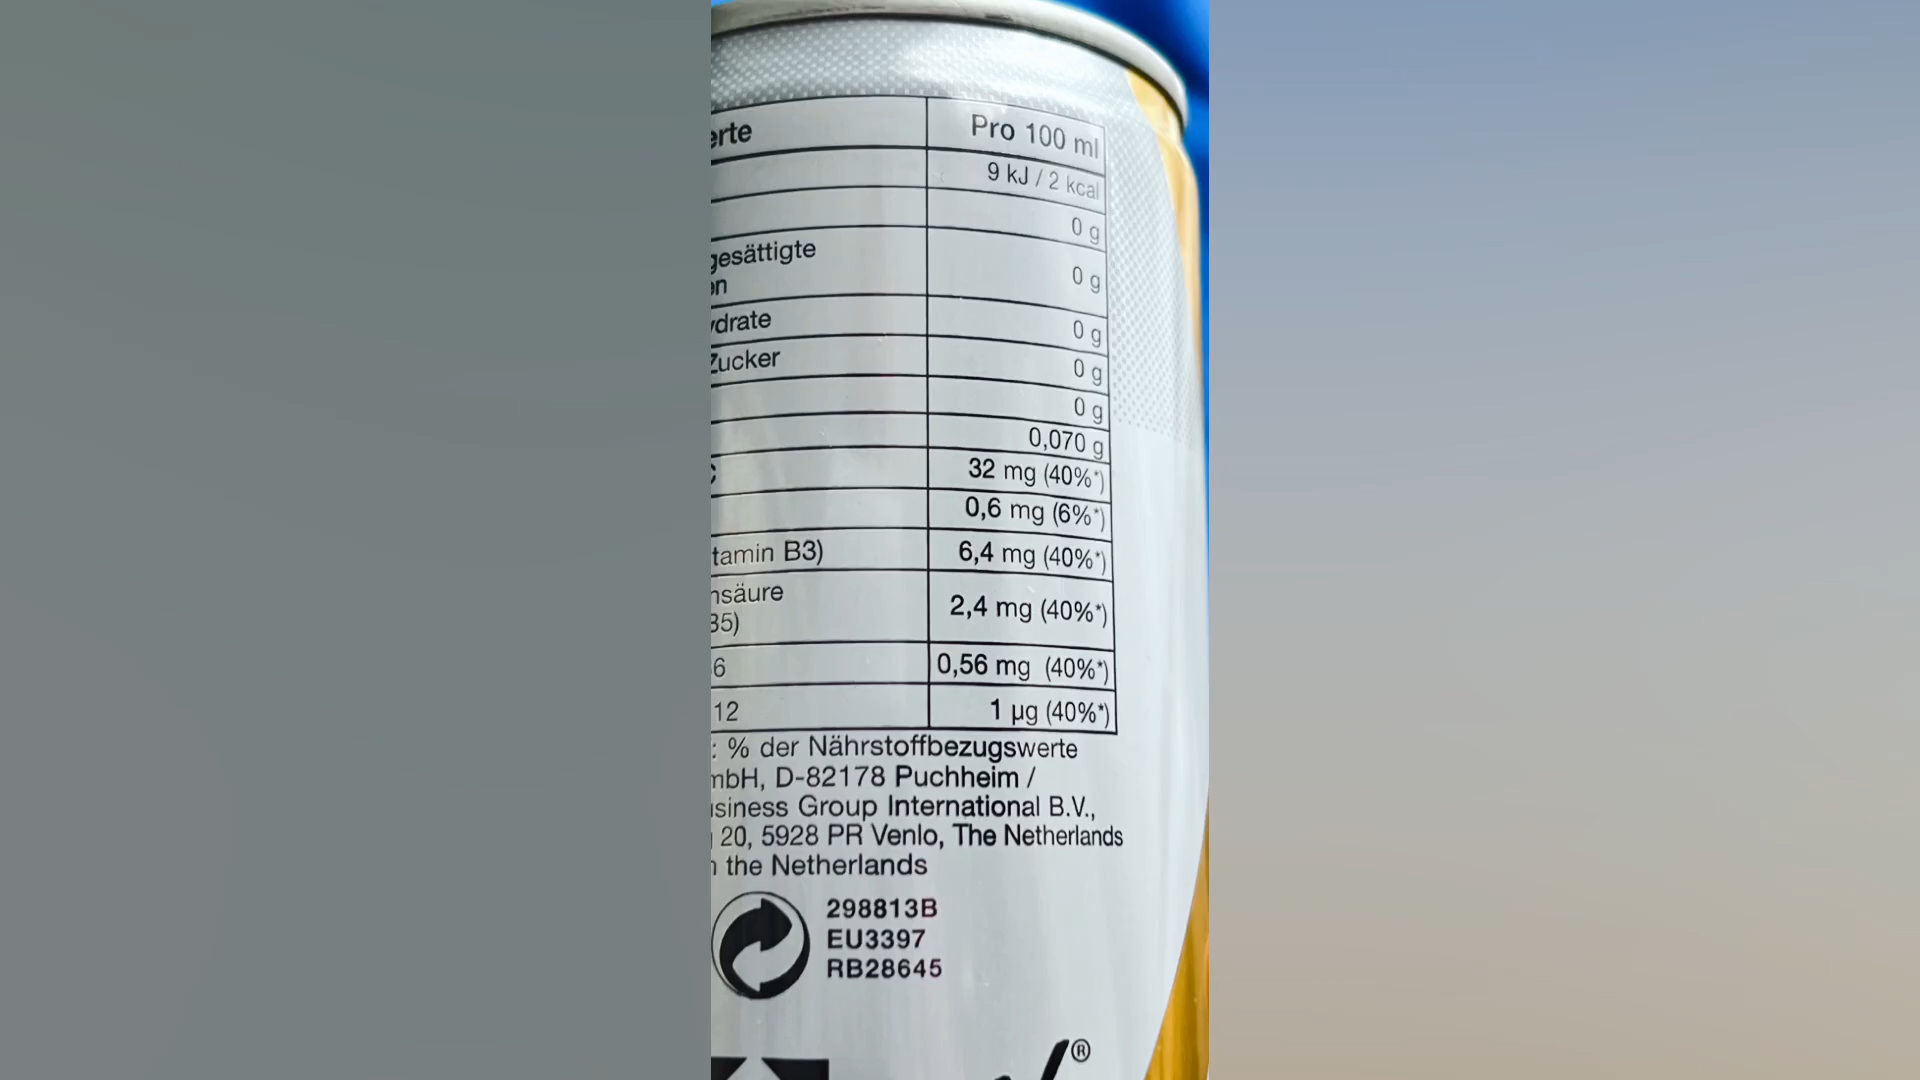 erte Pro 100 ml
9 kJ / 2 kcal
0 g
gesättigte
en 0 g
ydrate 0 g
Zucker 0 g
0 g
0,070 g
C 32 mg (40%*)
0,6 mg (6%*)
tamin B3) 6,4 mg (40%*)
nsäure
B5) 2,4 mg (40%*)
6 0,56 mg (40%*)
12 1 µg (40%*)
: % der Nährstoffbezugswerte
mbH, D-82178 Puchheim /
usiness Group International B.V.,
20, 5928 PR Venlo, The Netherlands
n the Netherlands
298813B
EU3397
RB28645
®